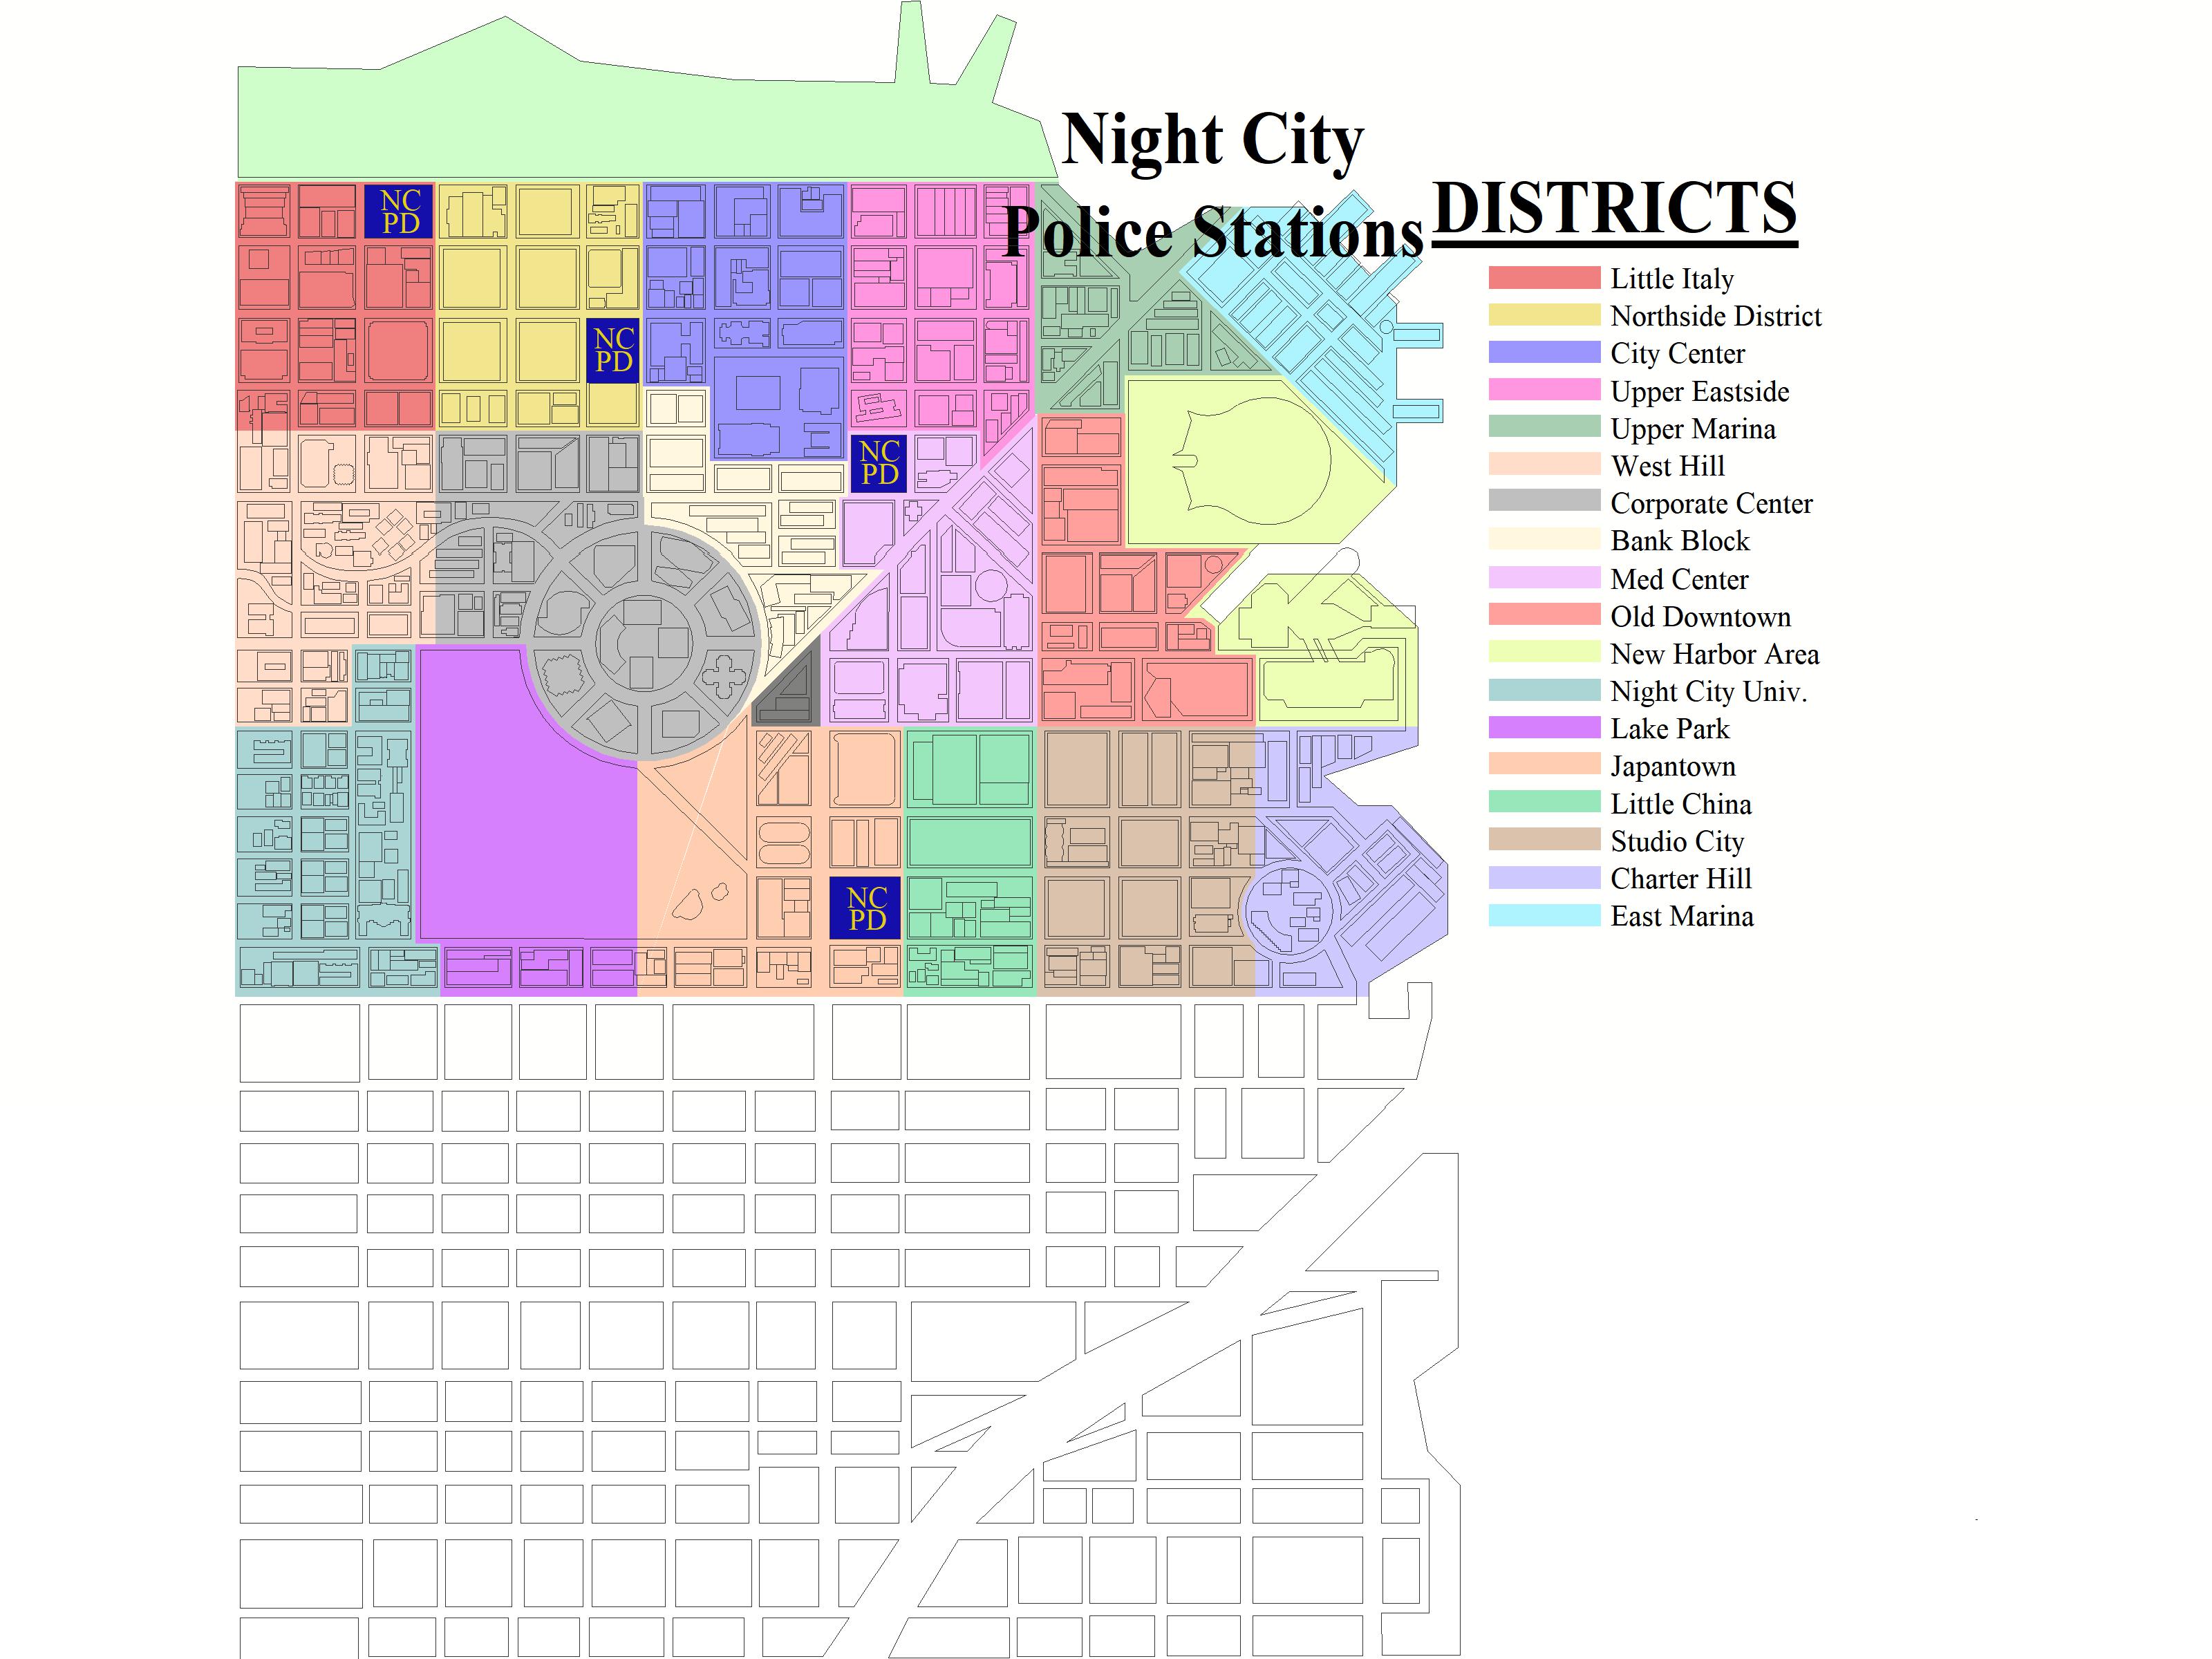 Night City
Police Stations
DISTRICTS
Little Italy
Northside District
City Center
Upper Eastside
Upper Marina
West Hill
Corporate Center
Bank Block
Med Center
Old Downtown
New Harbor Area
Night City Univ.
Lake Park
Japantown
Little China
Studio City
Charter Hill
East Marina
NC
PD
NC
PD
NC
PD
NC
PD